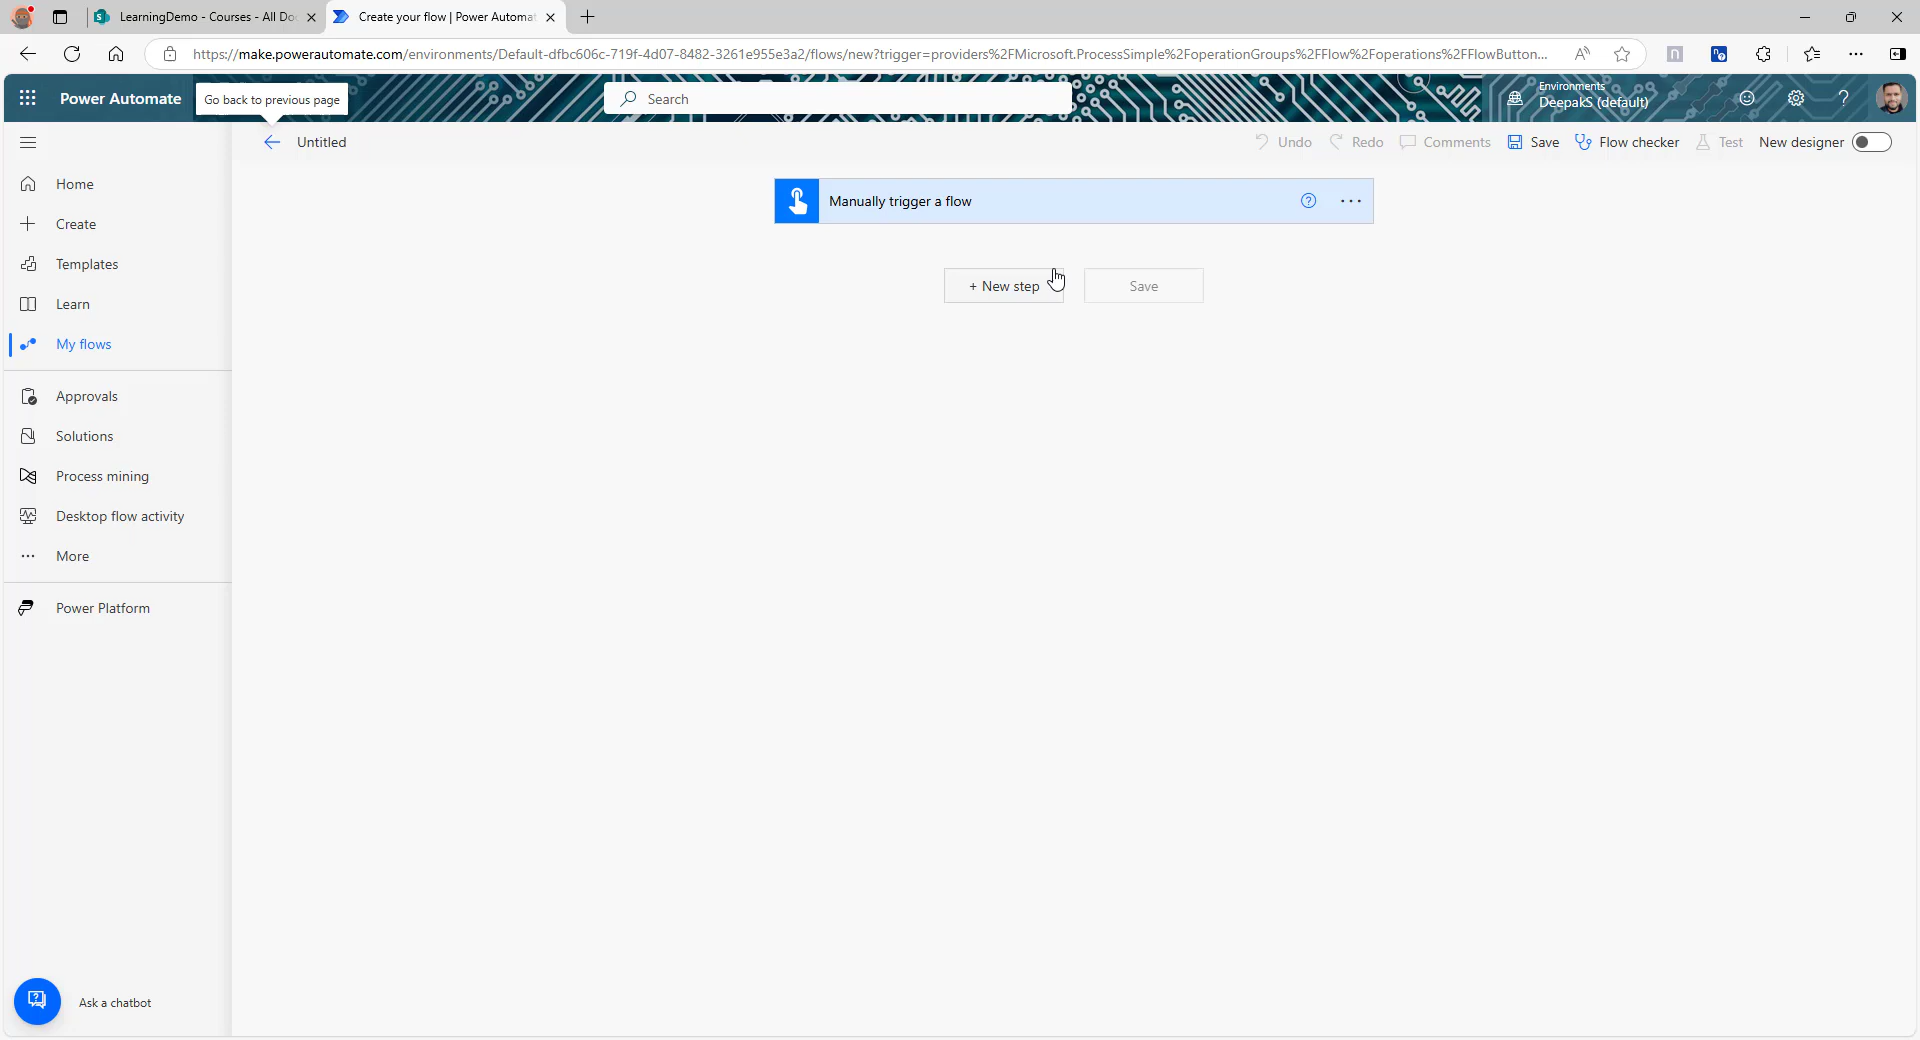 LearningDemo - Courses - All Do
Create your flow | Power Automat
https://make.powerautomate.com/environments/Default-dfbc606c-719f-4d07-8482-3261e955e3a2/flows/new?trigger=providers%2FMicrosoft.ProcessSimple%2FoperationGroups%2FFlow%2Foperations%2FFlowButton...
Power Automate
Go back to previous page
Search
Environments
DeepakS (default)
Untitled
Undo
Redo
Comments
Save
Flow checker
Test
New designer
Home
Create
Templates
Learn
My flows
Approvals
Solutions
Process mining
Desktop flow activity
More
Power Platform
Ask a chatbot
Manually trigger a flow
+ New step
Save